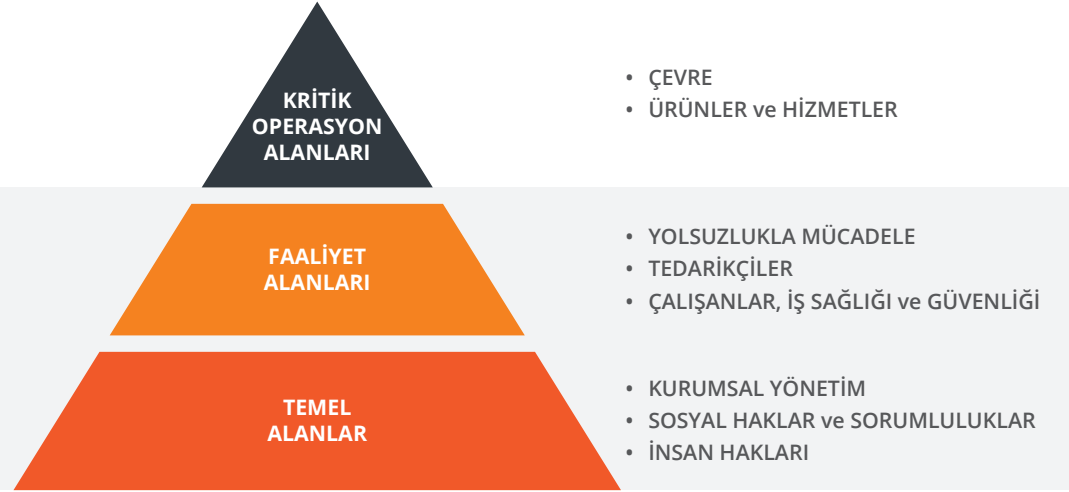 KRİTİK
OPERASYON
ALANLARI
• ÇEVRE
• ÜRÜNLER ve HİZMETLER
FAALİYET
ALANLARI
• YOLSUZLUKLA MÜCADELE
• TEDARİKÇİLER
• ÇALIŞANLAR, İŞ SAĞLIĞI ve GÜVENLİĞİ
TEMEL
ALANLAR
• KURUMSAL YÖNETİM
• SOSYAL HAKLAR ve SORUMLULUKLAR
• İNSAN HAKLARI